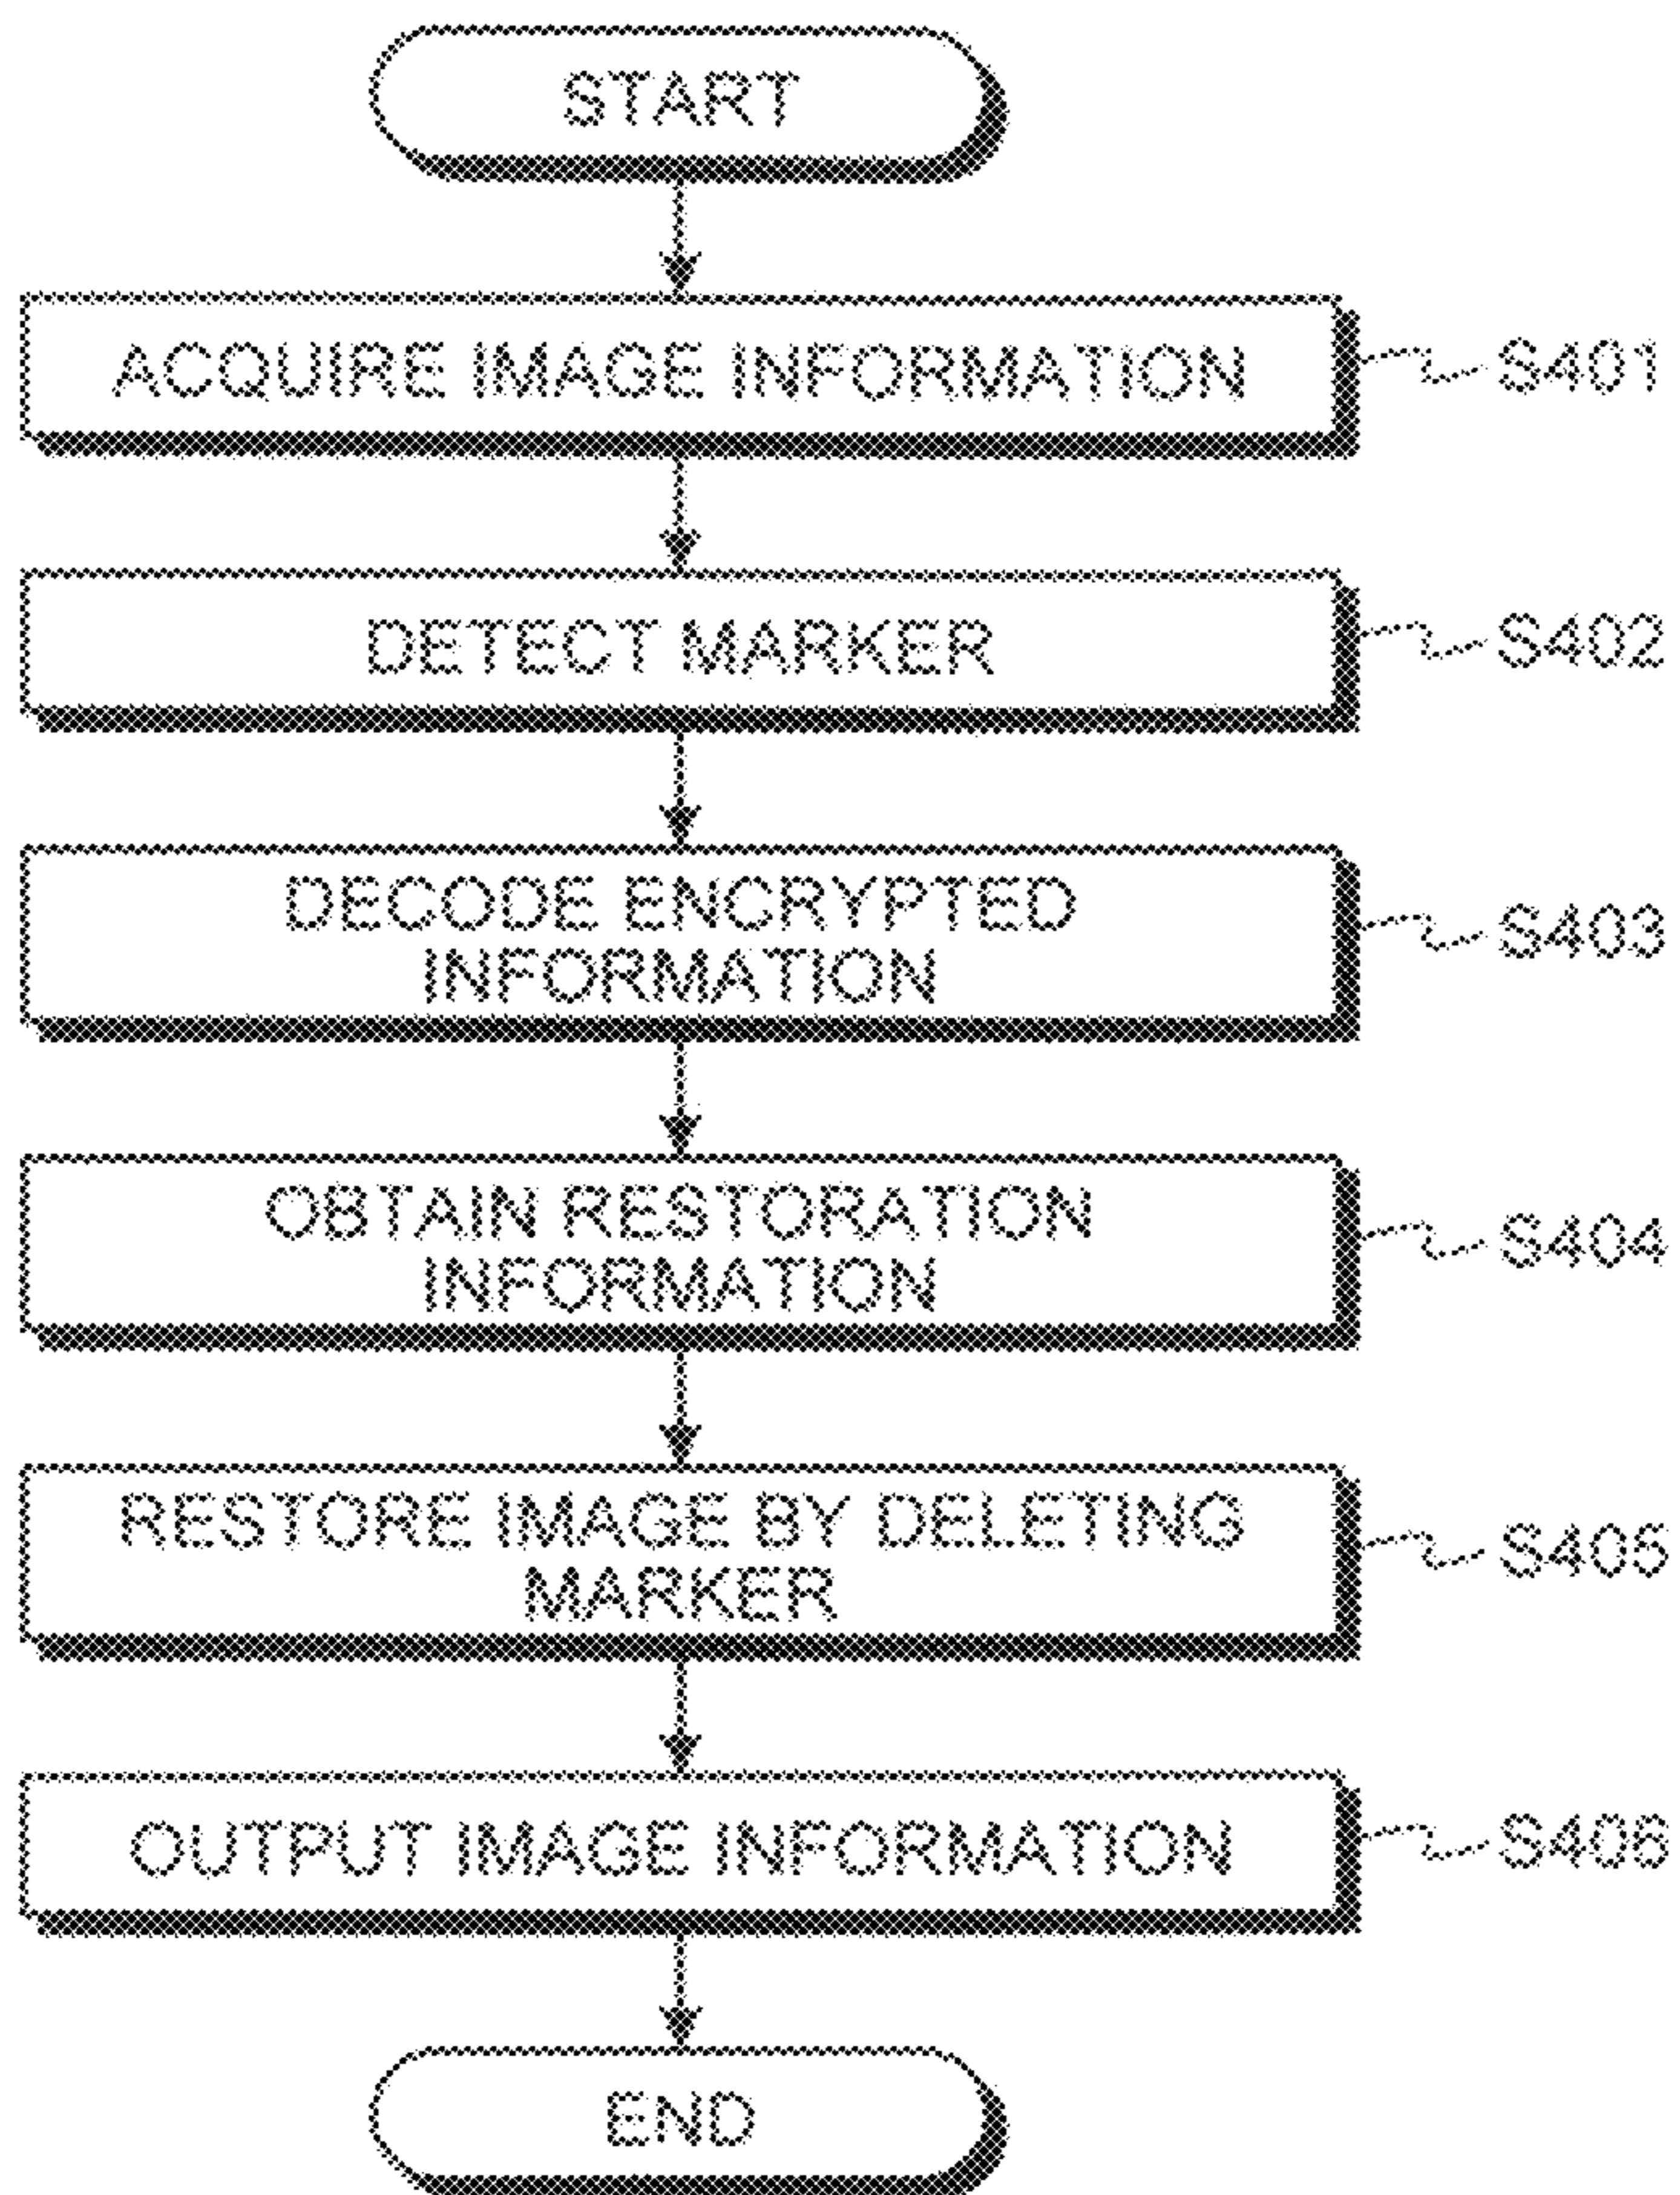 START
ACQUIRE IMAGE INFORMATION
S401
DETECT MARKER
S402
DECODE ENCRYPTED
INFORMATION
S403
OBTAIN RESTORATION
INFORMATION
S404
RESTORE IMAGE BY DELETING
MARKER
S405
OUTPUT IMAGE INFORMATION
S406
END